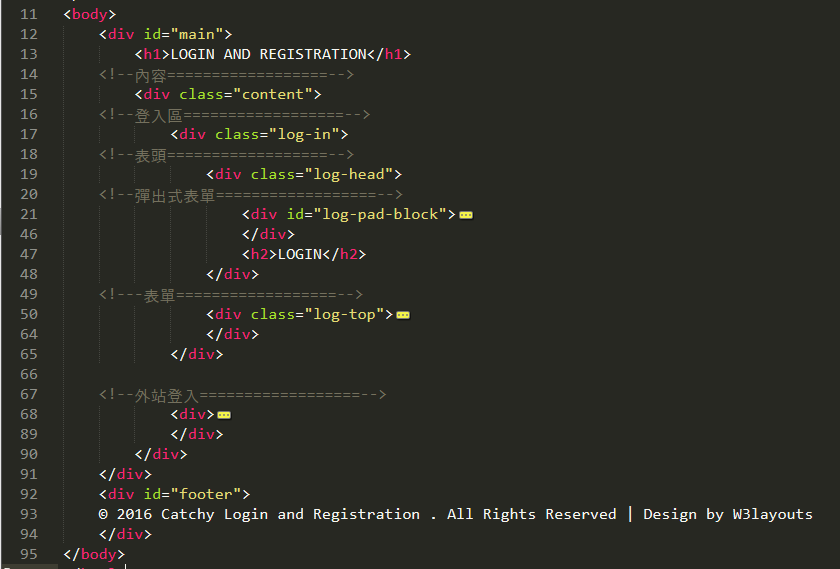 11 <body>
12 <div id="main">
13 <h1>LOGIN AND REGISTRATION</h1>
14 <!--內容==================-->
15 <div class="content">
16 <!--登入區==================-->
17 <div class="log-in">
18 <!--表頭==================-->
19 <div class="log-head">
20 <!--彈出式表單==================-->
21 <div id="log-pad-block">
46 </div>
47 <h2>LOGIN</h2>
48 </div>
49 <!---表單==================-->
50 <div class="log-top">
64 </div>
65 </div>
66
67 <!--外站登入==================-->
68 <div>
89 </div>
90 </div>
91 </div>
92 <div id="footer">
93 © 2016 Catchy Login and Registration . All Rights Reserved | Design by W3layouts
94 </div>
95 </body>